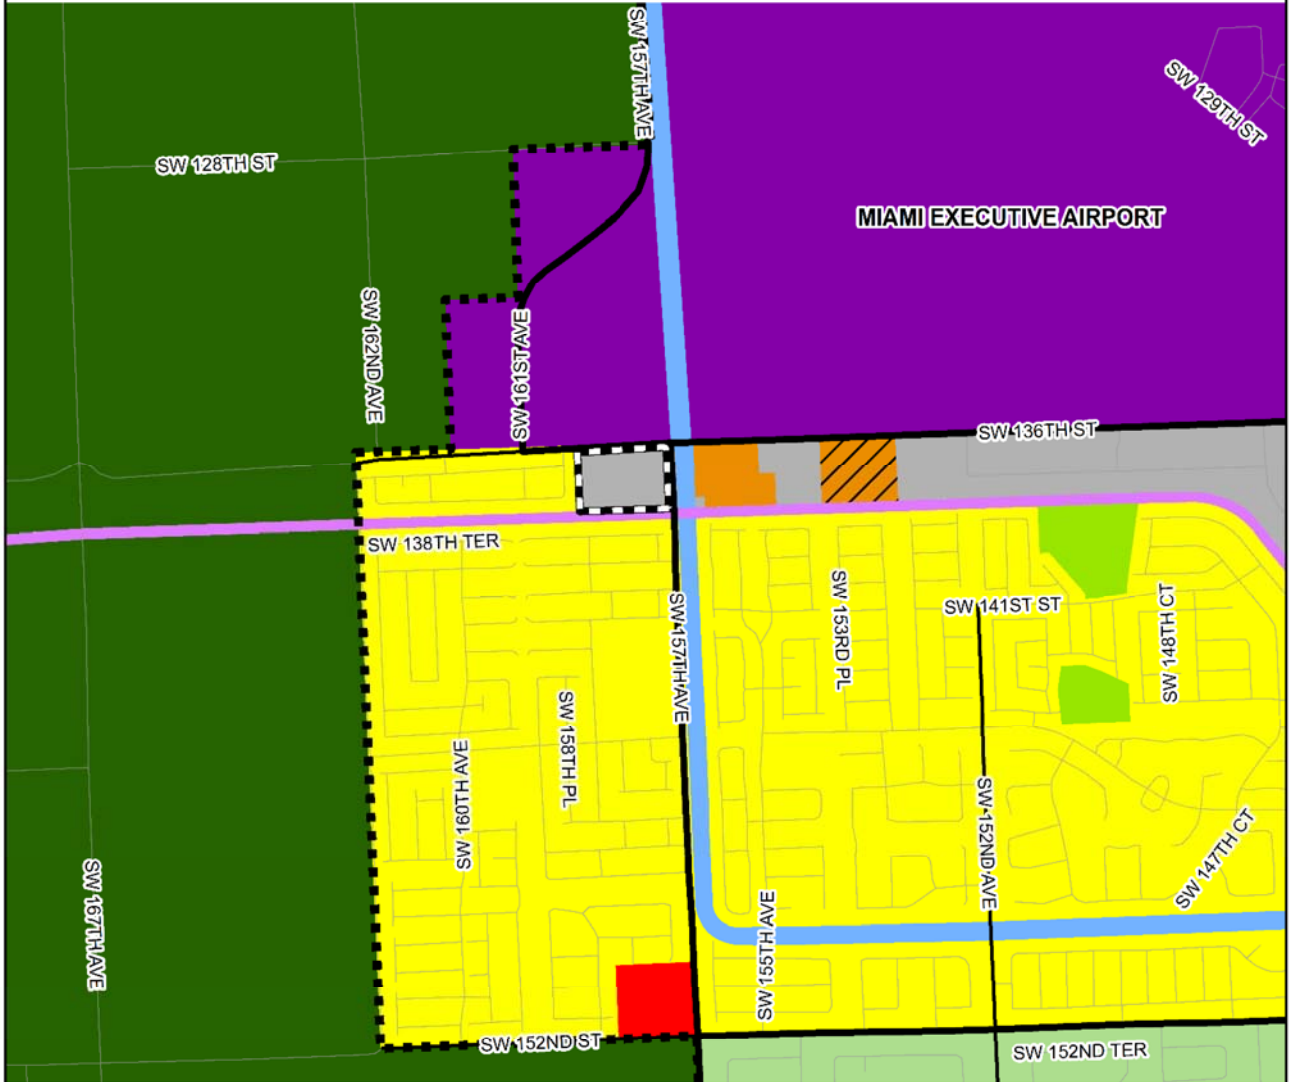 SW 157TH AVE
SW 129TH ST
SW 128TH ST
MIAMI EXECUTIVE AIRPORT
SW 162ND AVE
SW 161ST AVE
SW 136TH ST
SW 138TH TER
SW 153RD PL
SW 141ST ST
SW 148TH CT
SW 157TH AVE
SW 158TH PL
SW 160TH AVE
SW 152ND AVE
SW 147TH CT
SW 167TH AVE
SW 155TH AVE
SW 152ND ST
SW 152ND TER